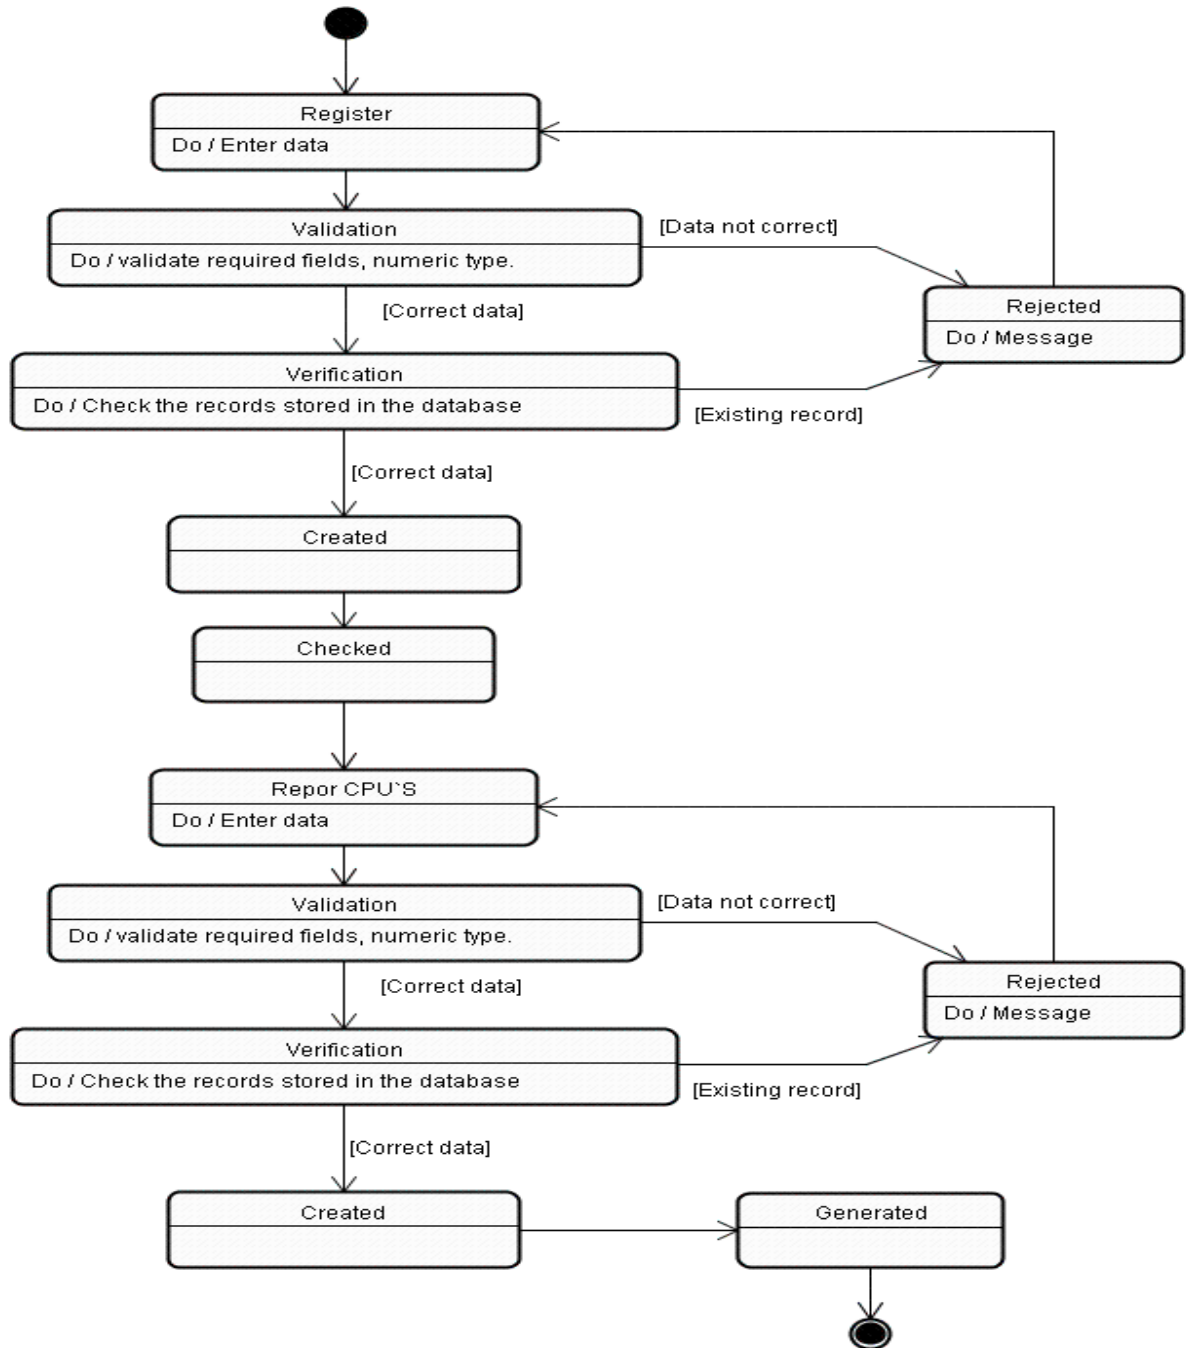 Register
Do / Enter data
Validation
[Data not correct]
Do / validate required fields, numeric type.
[Correct data]
Rejected
Do / Message
Verification
Do / Check the records stored in the database
[Existing record]
[Correct data]
Created
Checked
Repor CPU`S
Do / Enter data
Validation
[Data not correct]
Do / validate required fields, numeric type.
[Correct data]
Rejected
Do / Message
Verification
Do / Check the records stored in the database
[Existing record]
[Correct data]
Created
Generated